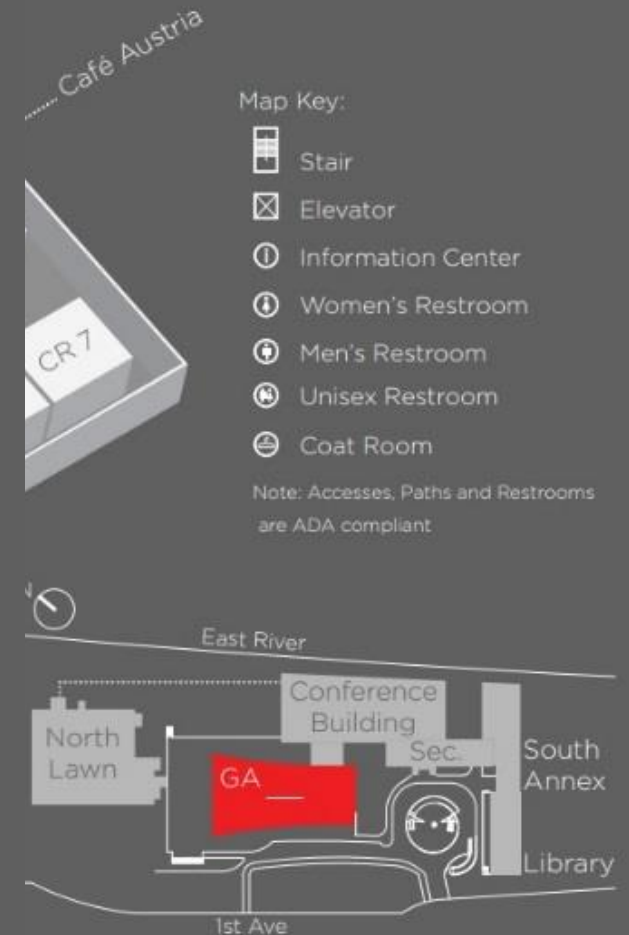 Café Austria
Map Key:
Stair
Elevator
Information Center
CR 7
Women's Restroom
Men's Restroom
Unisex Restroom
Coat Room
Note: Accesses, Paths and Restrooms
are ADA compliant
N
East River
Conference
Building
North
Lawn
Sec.
South
Annex
GA
Library
1st Ave